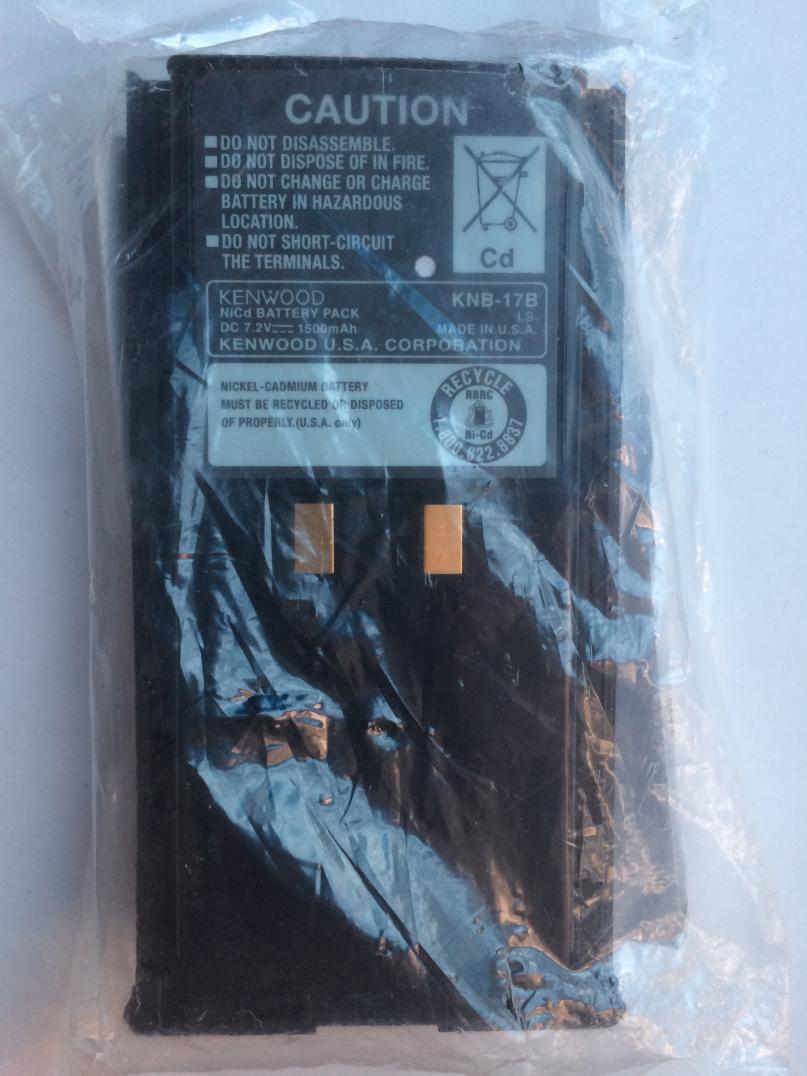 CAUTION
DO NOT DISASSEMBLE.
DO NOT DISPOSE OF IN FIRE.
DO NOT CHANGE OR CHARGE
BATTERY IN HAZARDOUS
LOCATION.
DO NOT SHORT-CIRCUIT
THE TERMINALS.
Cd
KENWOOD KNB-17B
NiCd BATTERY PACK I.S.
DC 7.2V 1500mAh MADE IN U.S.A.
KENWOOD U.S.A. CORPORATION
NICKEL-CADMIUM BATTERY
MUST BE RECYCLED OR DISPOSED
OF PROPERLY.(U.S.A. only)
RECYCLE
RBRC
Ni-Cd
1.800.822.8837